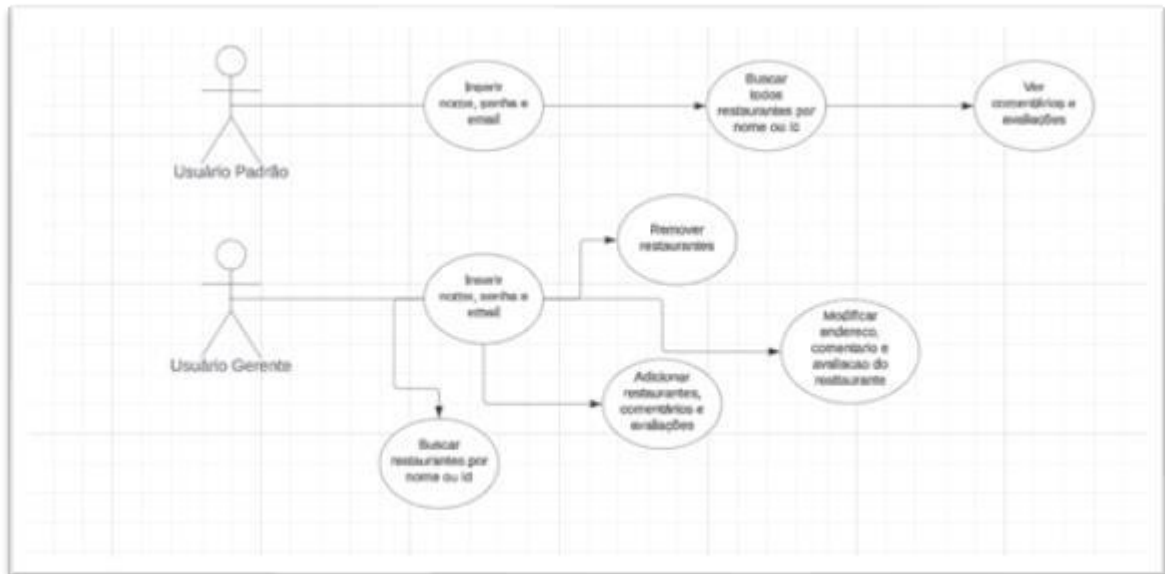 Inserir
nome, senha e
email
Buscar
todos
restaurantes por
nome ou id
Ver
comentários e
avaliações
Usuário Padrão
Remover
restaurantes
Inserir
nome, senha e
email
Modificar
endereco,
comentario e
avaliacao do
resttaurante
Usuário Gerente
Adicionar
restaurantes,
comentários e
avaliações
Buscar
restaurantes por
nome ou id